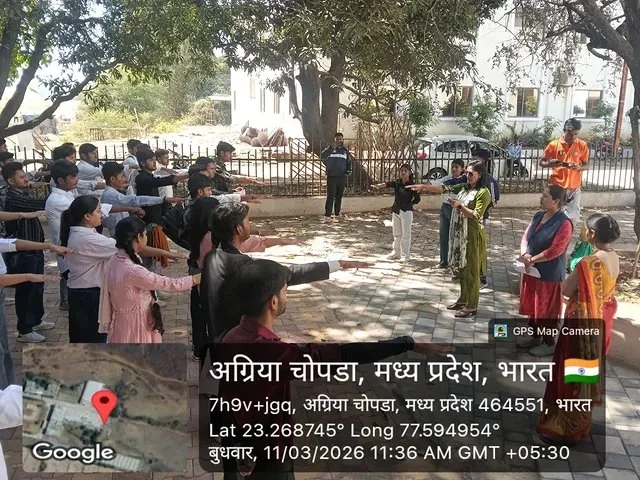 GPS Map Camera
अग्रिया चोपडा, मध्य प्रदेश, भारत 🇮🇳
7h9v+jgq, अग्रिया चोपडा, मध्य प्रदेश 464551, भारत
Lat 23.268745° Long 77.594954°
बुधवार, 11/03/2026 11:36 AM GMT +05:30
Google